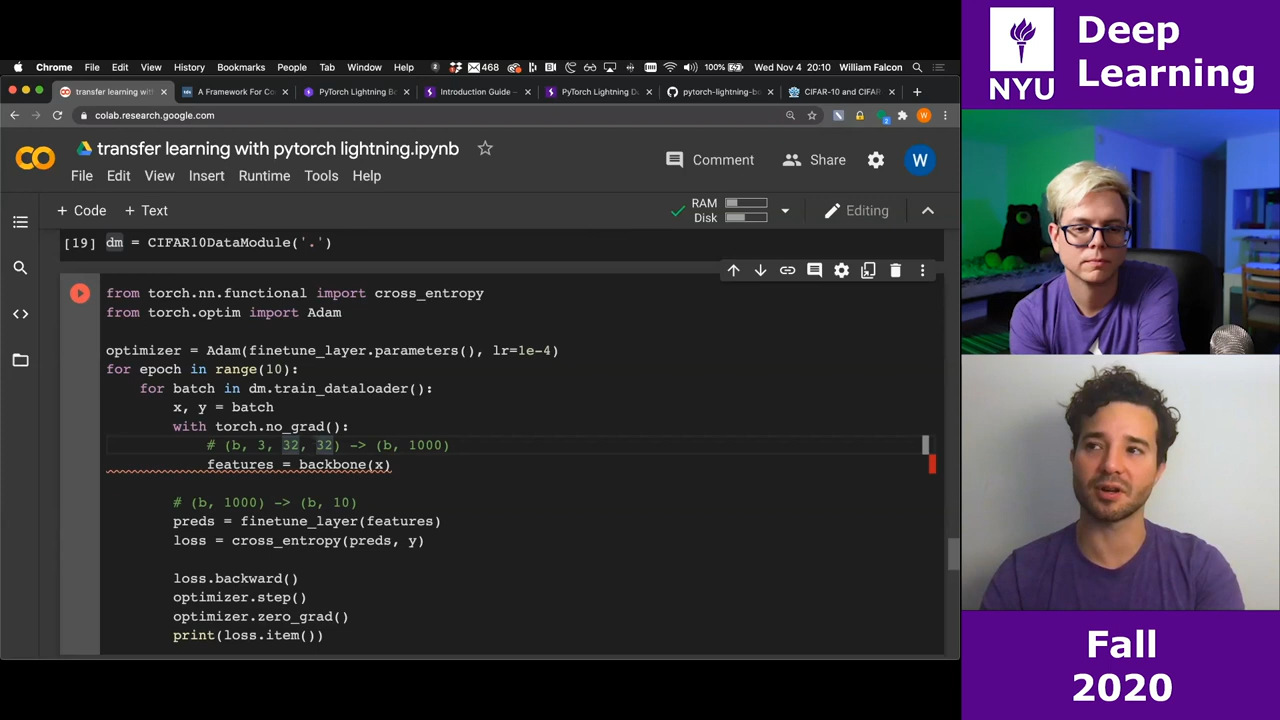 Chrome File Edit View History Bookmarks People Tab Window Help 468 100% Wed Nov 4 20:10 William Falcon
transfer learning with A Framework For Co PyTorch Lightning B Introduction Guide — PyTorch Lightning D pytorch-lightning-bo CIFAR-10 and CIFAR
colab.research.google.com
transfer learning with pytorch lightning.ipynb
Comment Share W
File Edit View Insert Runtime Tools Help
+ Code + Text RAM Disk Editing
[19] dm = CIFAR10DataModule('.')
from torch.nn.functional import cross_entropy
from torch.optim import Adam
optimizer = Adam(finetune_layer.parameters(), lr=1e-4)
for epoch in range(10):
for batch in dm.train_dataloader():
x, y = batch
with torch.no_grad():
# (b, 3, 32, 32) -> (b, 1000)
features = backbone(x)
# (b, 1000) -> (b, 10)
preds = finetune_layer(features)
loss = cross_entropy(preds, y)
loss.backward()
optimizer.step()
optimizer.zero_grad()
print(loss.item())
NYU
Deep
Learning
Fall
2020